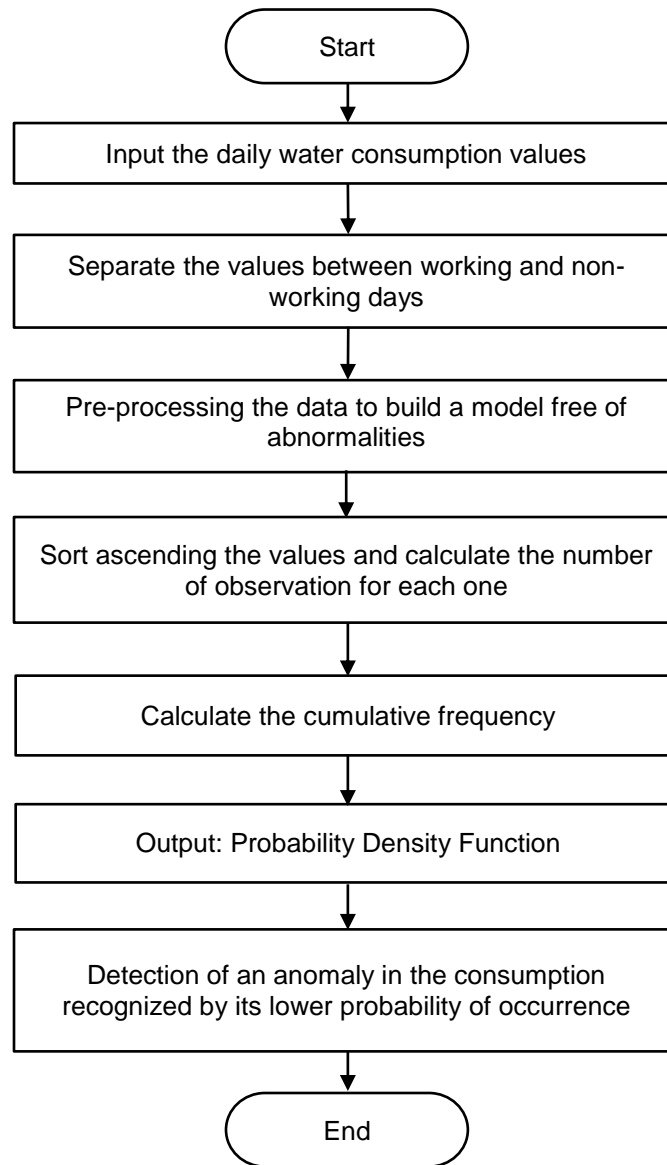 Start
Input the daily water consumption values
Separate the values between working and non-
working days
Pre-processing the data to build a model free of
abnormalities
Sort ascending the values and calculate the number
of observation for each one
Calculate the cumulative frequency
Output: Probability Density Function
Detection of an anomaly in the consumption
recognized by its lower probability of occurrence
End